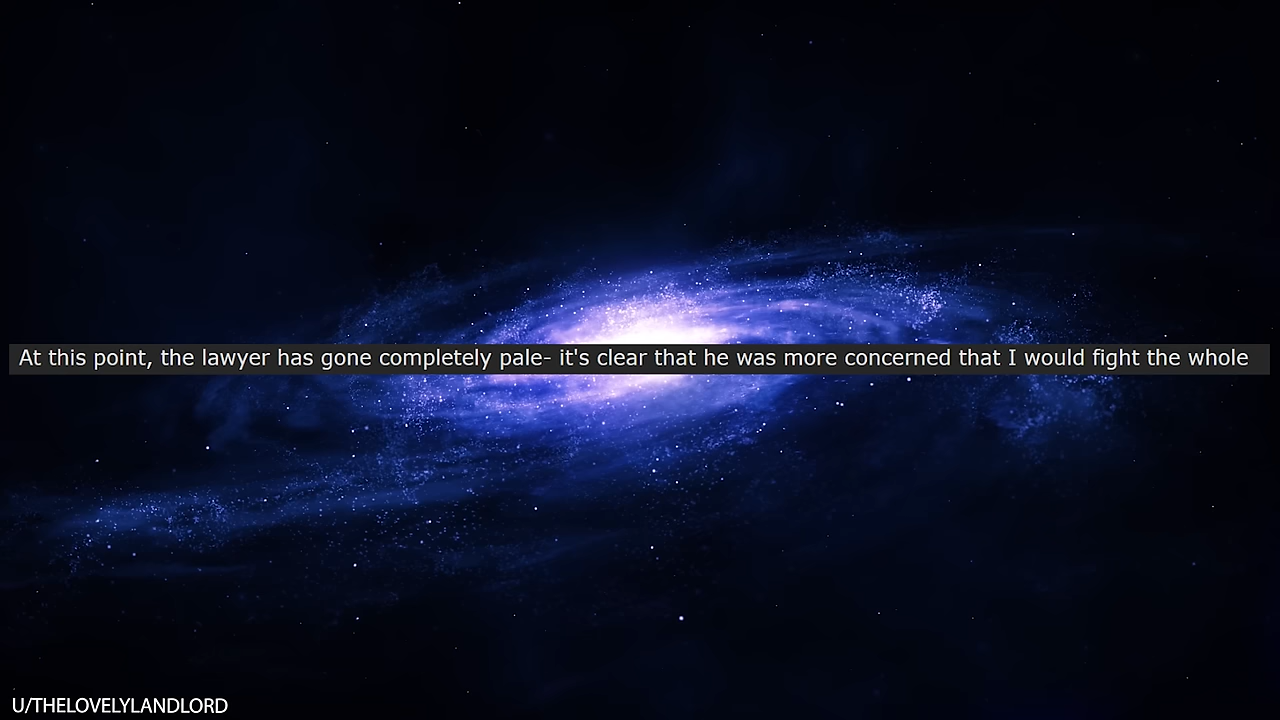 At this point, the lawyer has gone completely pale- it's clear that he was more concerned that I would fight the whole
U/THELOVELYLANDLORD